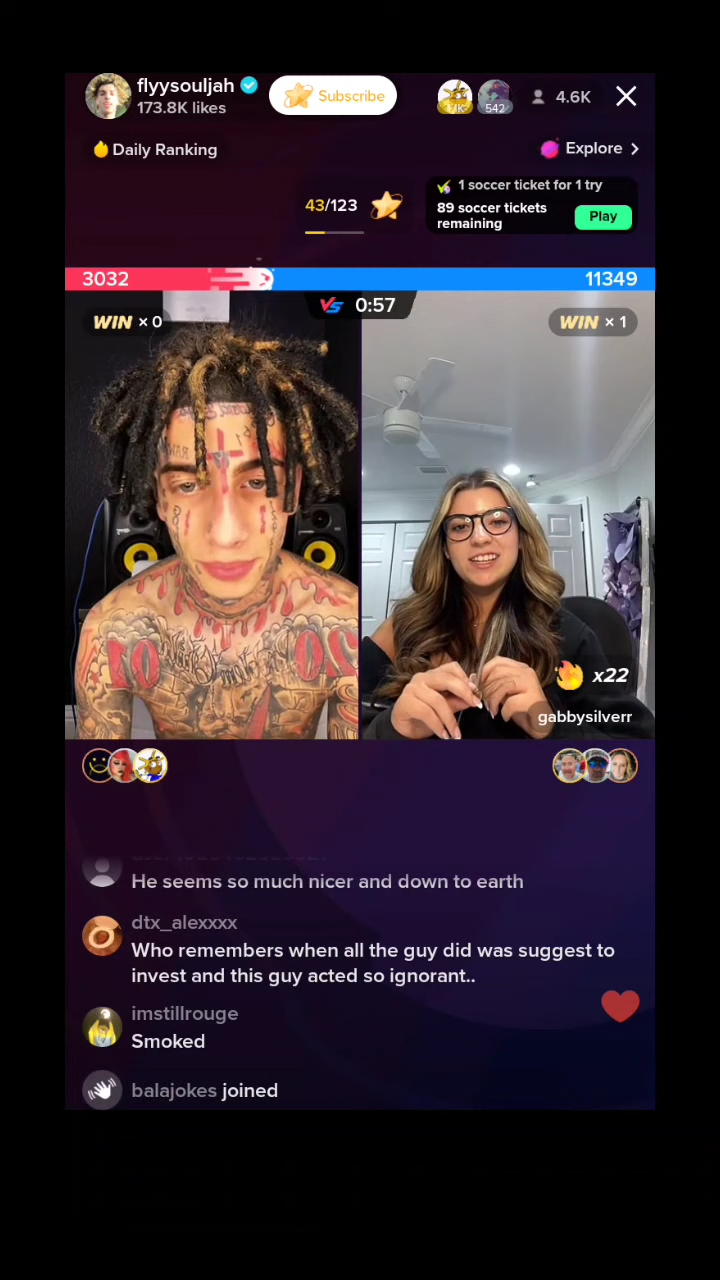 flyysouljah
173.8K likes
Subscribe
542
4.6K
Daily Ranking
Explore
43/123
1 soccer ticket for 1 try
89 soccer tickets
remaining
Play
3032
11349
VS 0:57
WIN × 0
WIN × 1
RAW
x22
gabbysilverr
He seems so much nicer and down to earth
dtx_alexxxx
Who remembers when all the guy did was suggest to
invest and this guy acted so ignorant..
imstillrouge
Smoked
balajokes joined